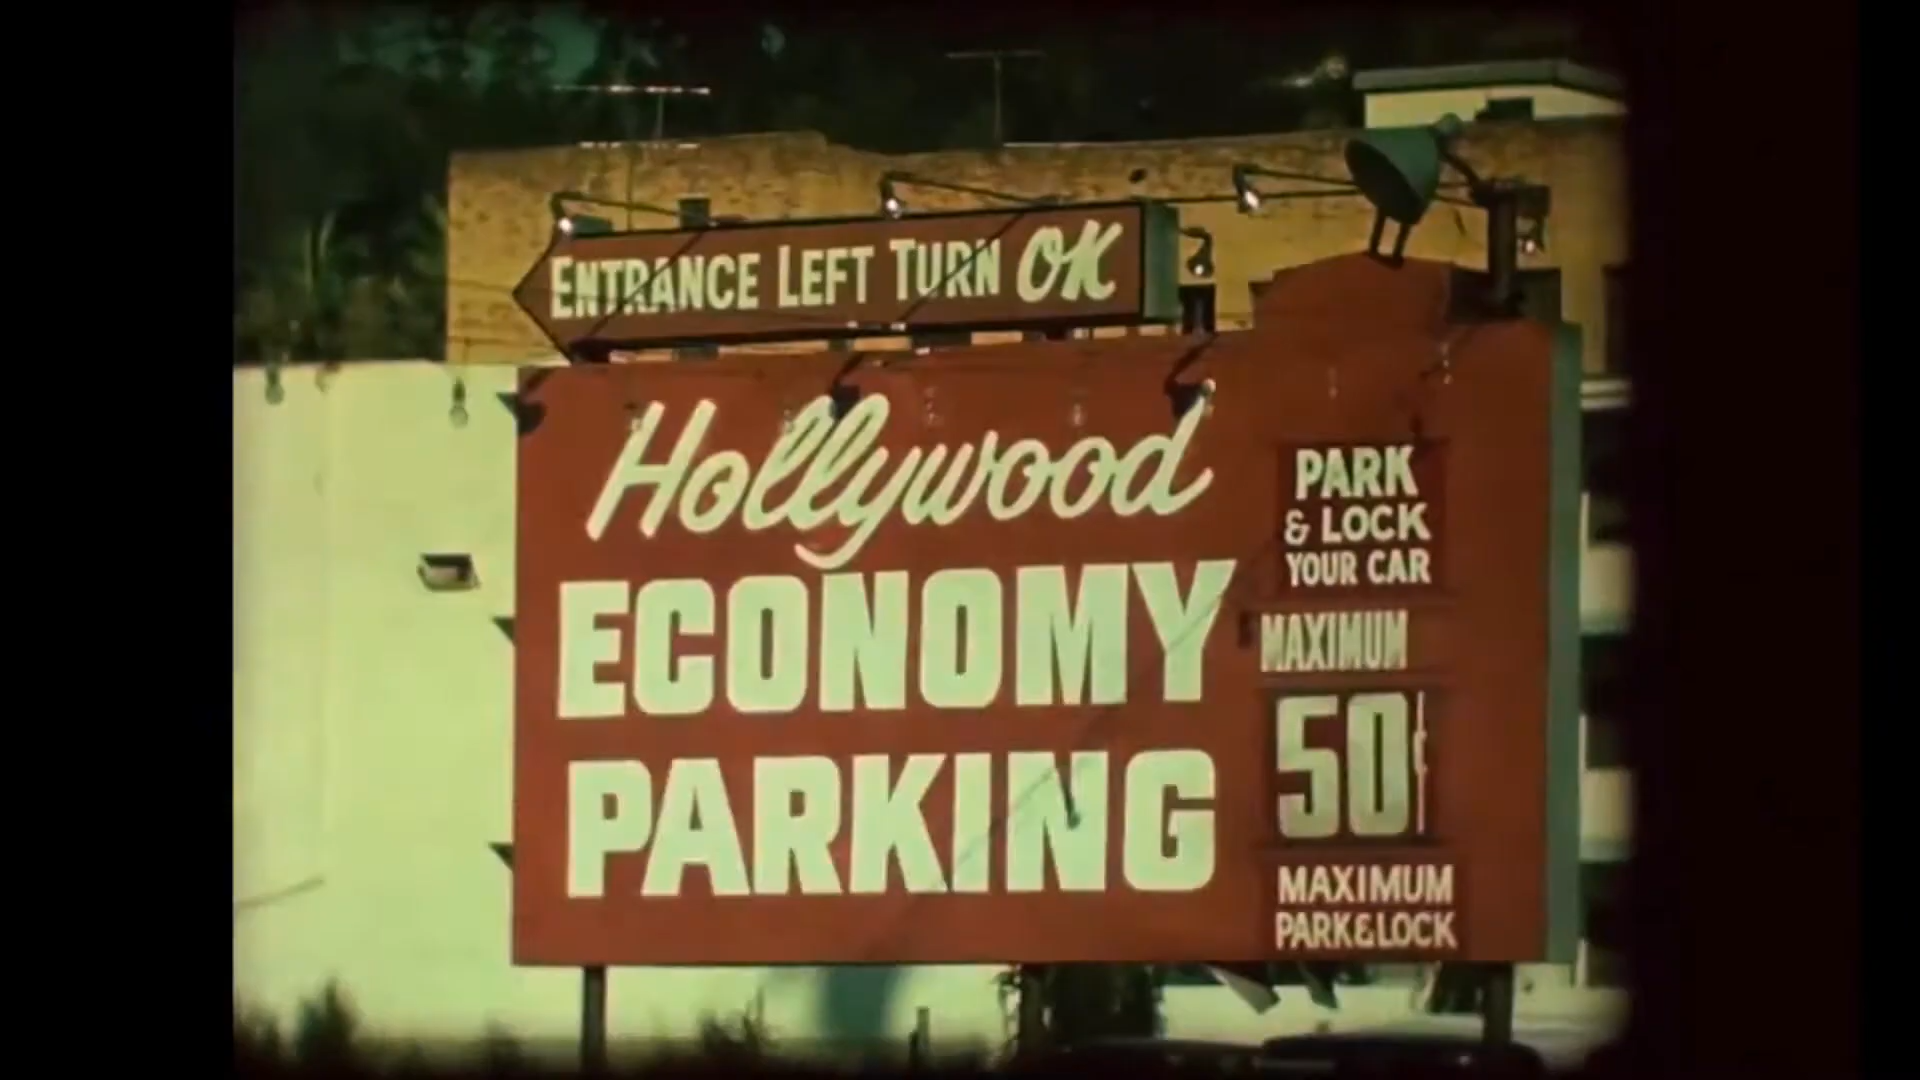 ENTRANCE LEFT TURN OK
Hollywood
ECONOMY
PARKING
PARK
& LOCK
YOUR CAR
MAXIMUM
50¢
MAXIMUM
PARK&LOCK